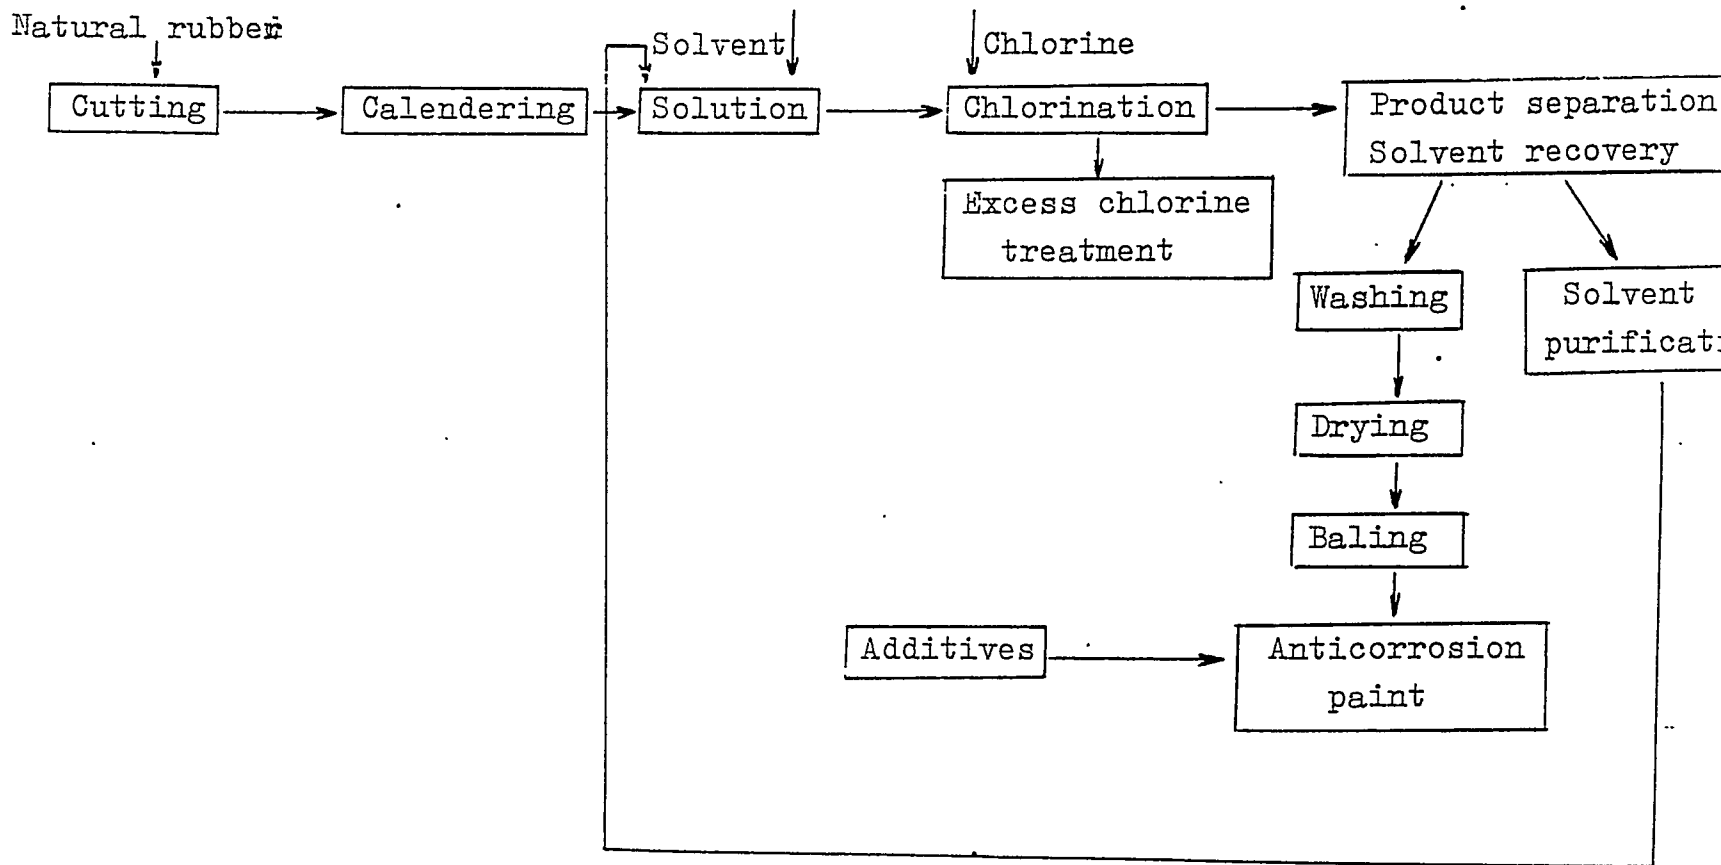 Natural rubber
Solvent
Chlorine
Cutting
Calendering
Solution
Chlorination
Product separation
Solvent recovery
Excess chlorine
treatment
Washing
Solvent
purificati
Drying
Baling
Additives
Anticorrosion
paint